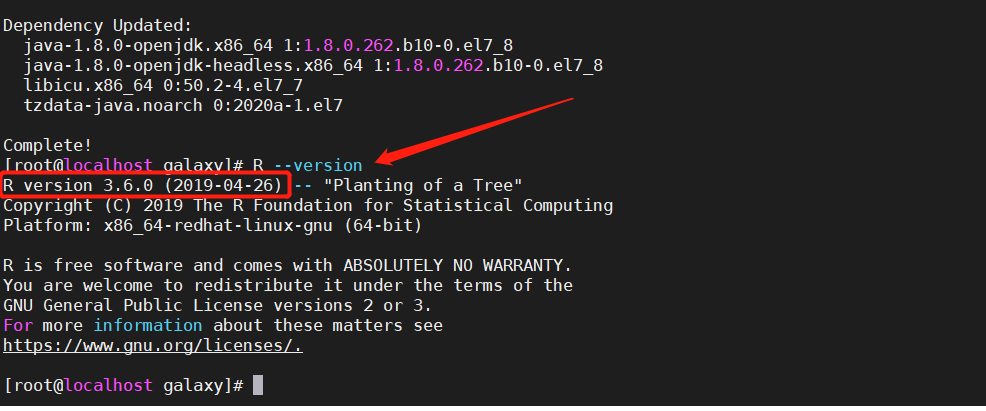 Dependency Updated:
java-1.8.0-openjdk.x86_64 1:1.8.0.262.b10-0.el7_8
java-1.8.0-openjdk-headless.x86_64 1:1.8.0.262.b10-0.el7_8
libicu.x86_64 0:50.2-4.el7_7
tzdata-java.noarch 0:2020a-1.el7
Complete!
[root@localhost galaxy]# R --version
R version 3.6.0 (2019-04-26) -- "Planting of a Tree"
Copyright (C) 2019 The R Foundation for Statistical Computing
Platform: x86_64-redhat-linux-gnu (64-bit)
R is free software and comes with ABSOLUTELY NO WARRANTY.
You are welcome to redistribute it under the terms of the
GNU General Public License versions 2 or 3.
For more information about these matters see
https://www.gnu.org/licenses/.
[root@localhost galaxy]#